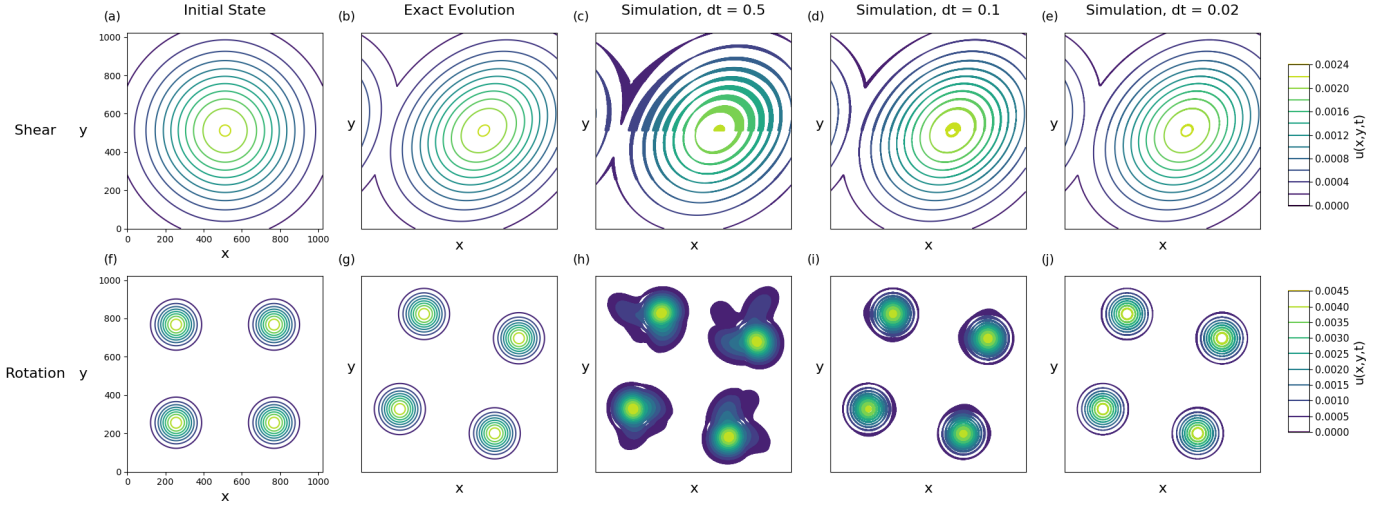 Initial State
Exact Evolution
Simulation, dt = 0.5
Simulation, dt = 0.1
Simulation, dt = 0.02
(a)
(b)
(c)
(d)
(e)
Shear
y
1000
800
600
400
200
0
0 200 400 600 800 1000
x
y
x
y
x
y
x
y
x
0.0024
0.0020
0.0016
0.0012
0.0008
0.0004
0.0000
u(x,y,t)
(f)
(g)
(h)
(i)
(j)
Rotation
y
1000
800
600
400
200
0
0 200 400 600 800 1000
x
y
x
y
x
y
x
y
x
0.0045
0.0040
0.0035
0.0030
0.0025
0.0020
0.0015
0.0010
0.0005
0.0000
u(x,y,t)